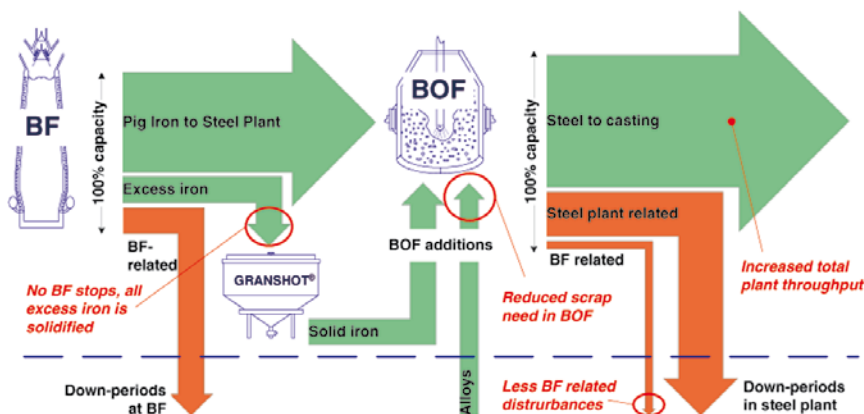 BF
100% capacity
Pig Iron to Steel Plant
Excess iron
BF-
related
No BF stops, all
excess iron is
solidified
GRANSHOT®
Solid iron
Down-periods
at BF
BOF
BOF additions
Alloys
Reduced scrap
need in BOF
100% capacity
Steel to casting
Steel plant related
BF related
Increased total
plant throughput
Less BF related
distrurbances
Down-periods
in steel plant